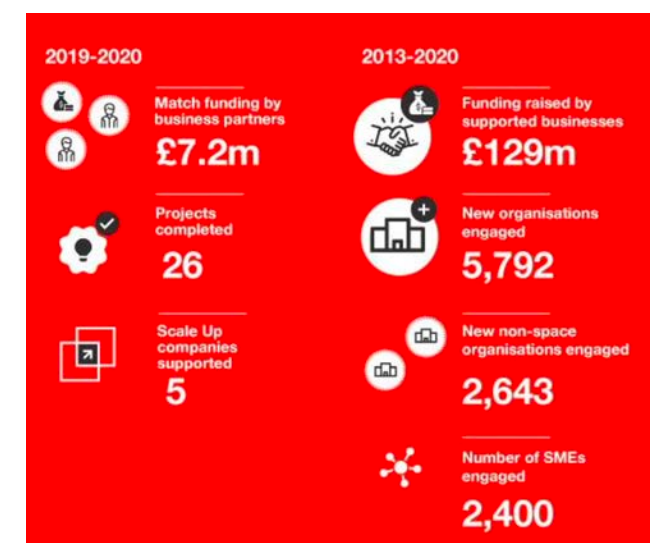 2019-2020
Match funding by
business partners
£7.2m
Projects
completed
26
Scale Up
companies
supported
5
2013-2020
Funding raised by
supported businesses
£129m
New organisations
engaged
5,792
New non-space
organisations engaged
2,643
Number of SMEs
engaged
2,400